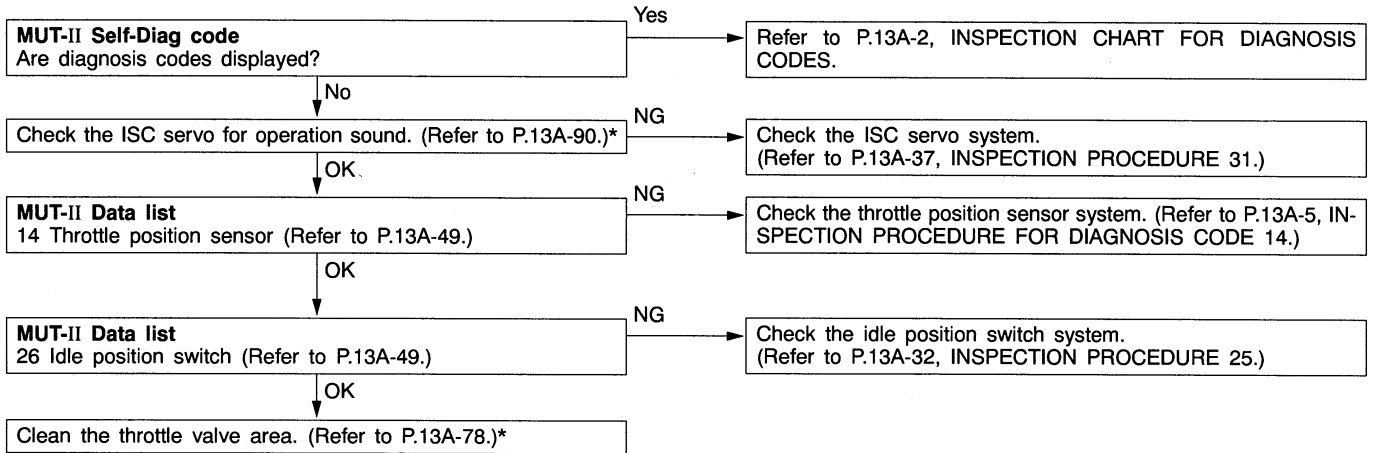 MUT-II Self-Diag code
Are diagnosis codes displayed?
Yes
Refer to P.13A-2, INSPECTION CHART FOR DIAGNOSIS
CODES.
No
Check the ISC servo for operation sound. (Refer to P.13A-90.)*
NG
Check the ISC servo system.
(Refer to P.13A-37, INSPECTION PROCEDURE 31.)
OK
MUT-II Data list
14 Throttle position sensor (Refer to P.13A-49.)
NG
Check the throttle position sensor system. (Refer to P.13A-5, IN-
SPECTION PROCEDURE FOR DIAGNOSIS CODE 14.)
OK
MUT-II Data list
26 Idle position switch (Refer to P.13A-49.)
NG
Check the idle position switch system.
(Refer to P.13A-32, INSPECTION PROCEDURE 25.)
OK
Clean the throttle valve area. (Refer to P.13A-78.)*